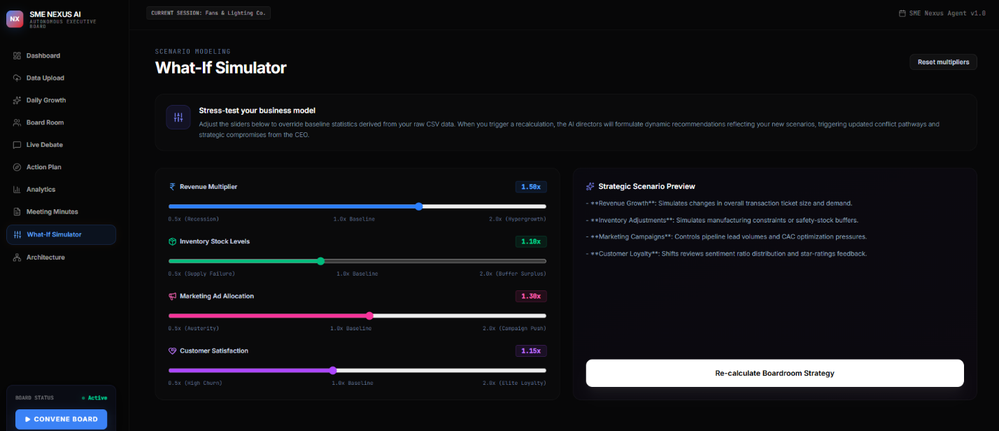 NX
SME NEXUS AI
AUTONOMOUS EXECUTIVE
BOARD
CURRENT SESSION: Fans & Lighting Co.
SME Nexus Agent v1.0
Dashboard
Data Upload
Daily Growth
Board Room
Live Debate
Action Plan
Analytics
Meeting Minutes
What-If Simulator
Architecture
BOARD STATUS
Active
CONVENE BOARD
SCENARIO MODELING
What-If Simulator
Reset multipliers
Stress-test your business model
Adjust the sliders below to override baseline statistics derived from your raw CSV data. When you trigger a recalculation, the AI directors will formulate dynamic recommendations reflecting your new scenarios, triggering updated conflict pathways and
strategic compromises from the CEO.
₹ Revenue Multiplier 1.50x
0.5x (Recession) 1.0x Baseline 2.0x (Hypergrowth)
Inventory Stock Levels 1.10x
0.5x (Supply Failure) 1.0x Baseline 2.0x (Buffer Surplus)
Marketing Ad Allocation 1.30x
0.5x (Austerity) 1.0x Baseline 2.0x (Campaign Push)
Customer Satisfaction 1.15x
0.5x (High Churn) 1.0x Baseline 2.0x (Elite Loyalty)
Strategic Scenario Preview
- **Revenue Growth**: Simulates changes in overall transaction ticket size and demand.
- **Inventory Adjustments**: Simulates manufacturing constraints or safety-stock buffers.
- **Marketing Campaigns**: Controls pipeline lead volumes and CAC optimization pressures.
- **Customer Loyalty**: Shifts reviews sentiment ratio distribution and star-ratings feedback.
Re-calculate Boardroom Strategy